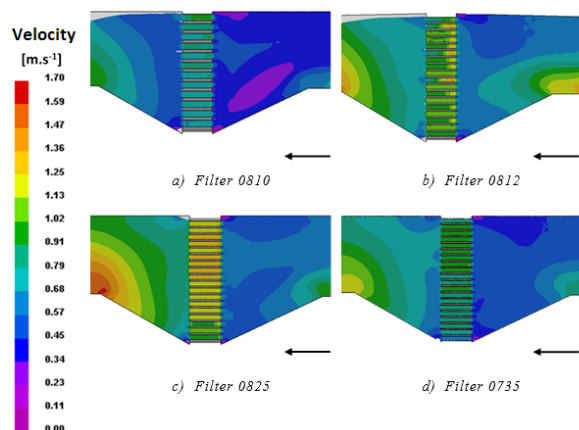 Velocity
[m.s⁻¹]
1.70
1.59
1.47
1.36
1.25
1.13
1.02
0.91
0.79
0.68
0.57
0.45
0.34
0.23
0.11
0.00
a) Filter 0810
b) Filter 0812
c) Filter 0825
d) Filter 0735